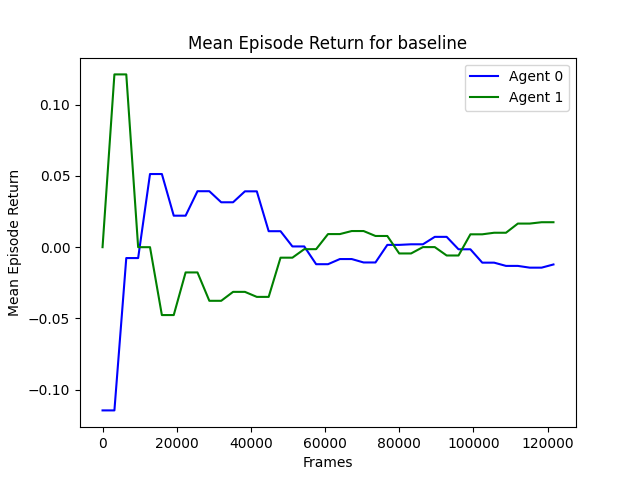 Mean Episode Return for baseline
Agent 0
Agent 1
Mean Episode Return
0.10
0.05
0.00
−0.05
−0.10
0 20000 40000 60000 80000 100000 120000
Frames